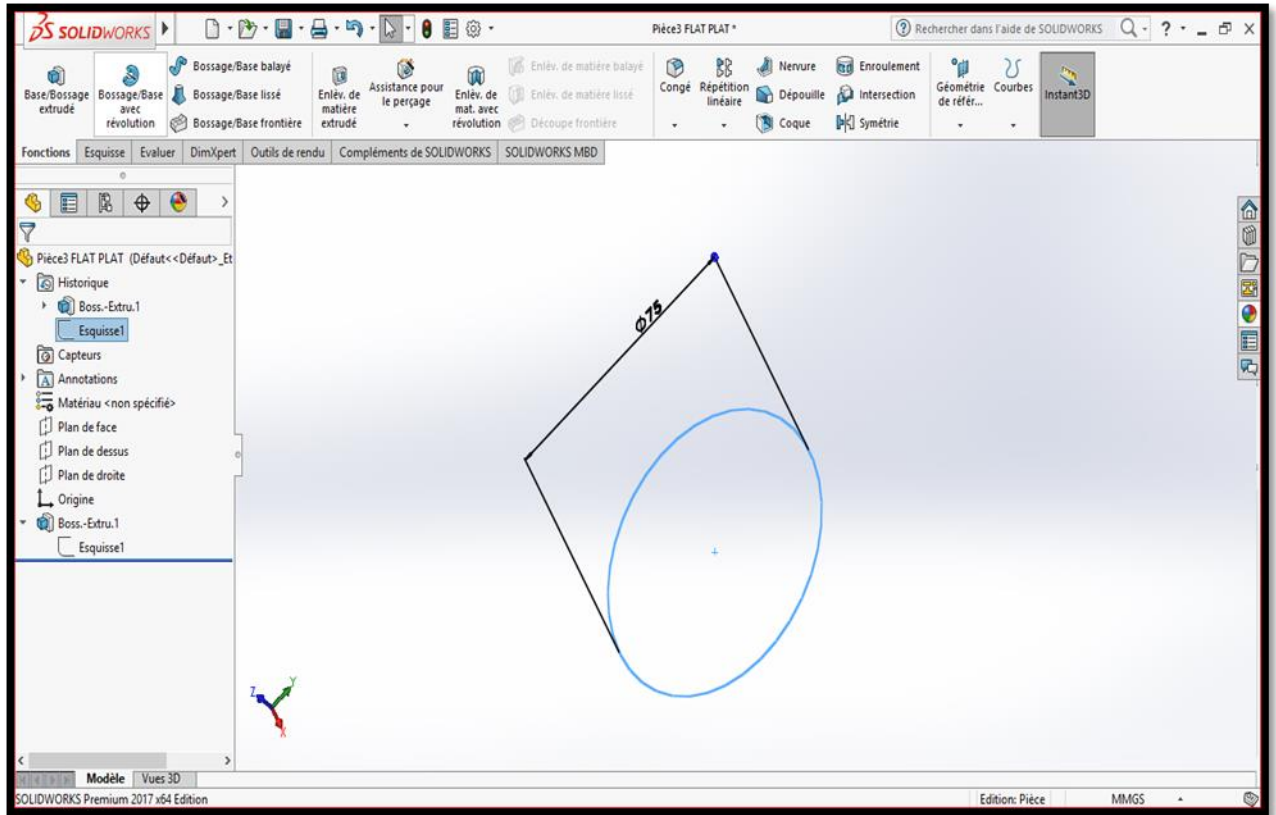 SOLIDWORKS Pièce3 FLAT PLAT * Rechercher dans l'aide de SOLIDWORKS ?
Base/Bossage extrudé
Bossage/Base avec révolution
Bossage/Base balayé
Bossage/Base lissé
Bossage/Base frontière
Enlèv. de matière extrudé
Assistance pour le perçage
Enlèv. de mat. avec révolution
Enlèv. de matière balayé
Enlèv. de matière lissé
Découpe frontière
Congé
Répétition linéaire
Nervure
Dépouille
Coque
Enroulement
Intersection
Symétrie
Géométrie de référ...
Courbes
Instant3D
Fonctions Esquisse Evaluer DimXpert Outils de rendu Compléments de SOLIDWORKS SOLIDWORKS MBD
Pièce3 FLAT PLAT (Défaut<<Défaut>_Et
Historique
Boss.-Extru.1
Esquisse1
Capteurs
Annotations
Matériau <non spécifié>
Plan de face
Plan de dessus
Plan de droite
Origine
Boss.-Extru.1
Esquisse1
Φ75
Z Y
X
Modèle Vues 3D
SOLIDWORKS Premium 2017 x64 Edition Edition: Pièce MMGS